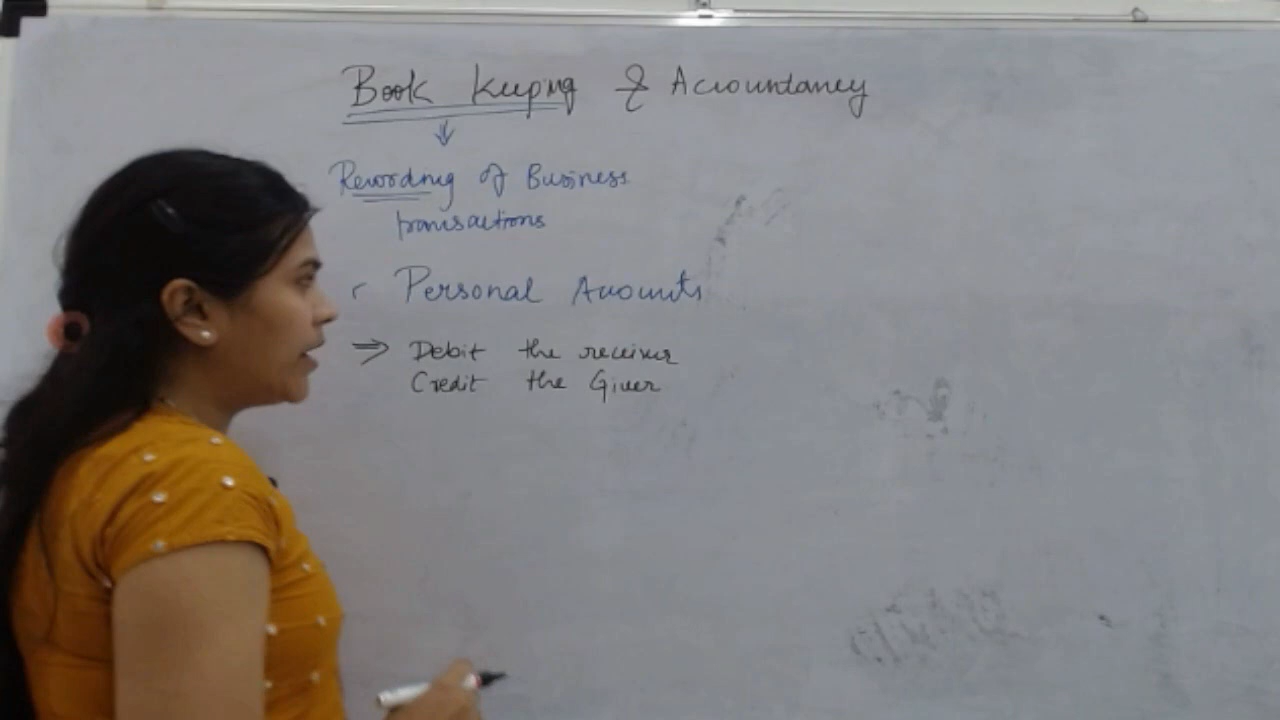 Book Keeping & Accountancy
Recording of Business
transactions
Personal Accounts
⇒ Debit the receiver
Credit the Giver